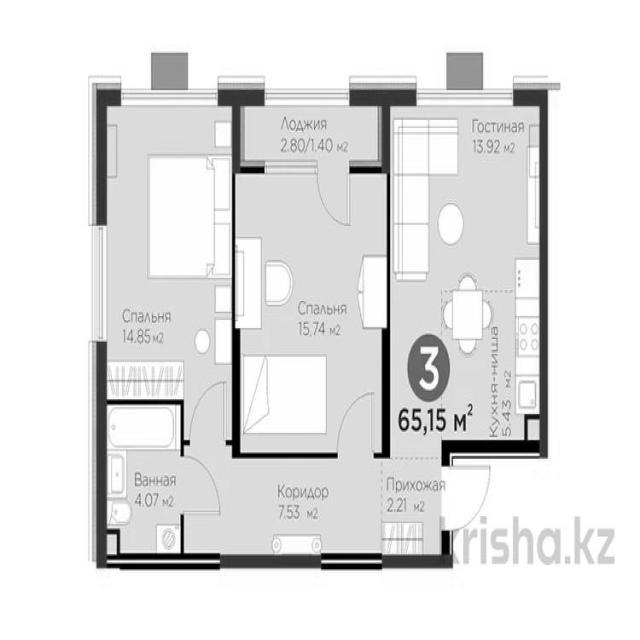 Лоджия
2.80/1.40 м2
Гостиная
13.92 м2
Спальня
14.85 м2
Спальня
15,74 м2
Кухня-ниша
5.43 м2
3
65,15 м2
Ванная
4.07 м2
Коридор
7.53 м2
Прихожая
2.21 м2
krisha.kz